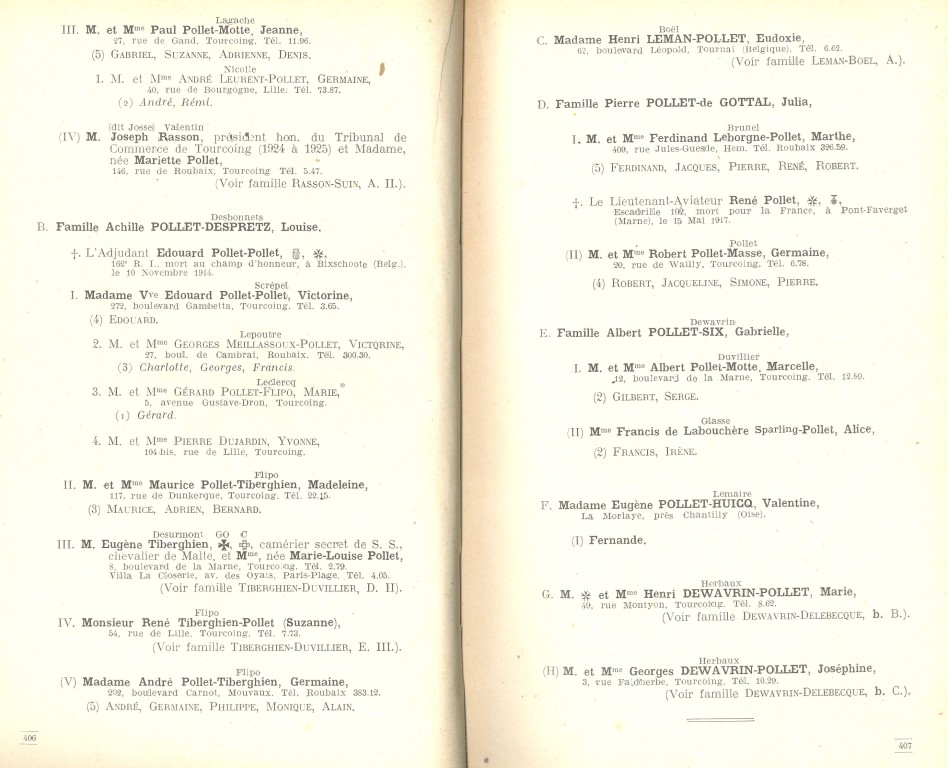 Lagache
III. M. et Mme Paul Pollet-Motte, Jeanne,
27, rue de Gand, Tourcoing. Tél. 11.96.
(5) GABRIEL, SUZANNE, ADRIENNE, DENIS.
Nicolle
1. M. et Mme ANDRÉ LEURENT-POLLET, GERMAINE,
40, rue de Bourgogne, Lille. Tél. 73.87.
(2) André, Rémi.
(dit Josse) Valentin
(IV) M. Joseph Rasson, président hon. du Tribunal de
Commerce de Tourcoing (1924 à 1925) et Madame,
née Mariette Pollet,
146, rue de Roubaix, Tourcoing Tél. 5.47.
(Voir famille RASSON-SUIN, A. II.).
Desbonnets
B. Famille Achille POLLET-DESPRETZ, Louise.
†. L'Adjudant Edouard Pollet-Pollet,
162e R. I., mort au champ d'honneur, à Bixschoote (Belg.),
le 10 Novembre 1914.
Scrépel
I. Madame Vve Edouard Pollet-Pollet, Victorine,
272, boulevard Gambetta, Tourcoing. Tél. 3.65.
(4) EDOUARD.
Lepoutre
2. M. et Mme GEORGES MEILLASSOUX-POLLET, VICTORINE,
27, boul. de Cambrai, Roubaix. Tél. 300.30.
(3) Charlotte, Georges, Francis.
Leclercq
3. M. et Mme GÉRARD POLLET-FLIPO, MARIE,
5, avenue Gustave-Dron, Tourcoing.
(1) Gérard.
4. M. et Mme PIERRE DUJARDIN, YVONNE,
104 bis, rue de Lille, Tourcoing.
Flipo
II. M. et Mme Maurice Pollet-Tiberghien, Madeleine,
117, rue de Dunkerque, Tourcoing. Tél. 22.15.
(3) MAURICE, ADRIEN, BERNARD.
Desurmont GO C
III. M. Eugène Tiberghien, camérier secret de S. S.,
chevalier de Malte, et Mme, née Marie-Louise Pollet,
8, boulevard de la Marne, Tourcoing. Tél. 2.79.
Villa La Closerie, av. des Oyats, Paris-Plage. Tél. 4.05.
(Voir famille TIBERGHIEN-DUVILLIER, D. II).
Flipo
IV. Monsieur René Tiberghien-Pollet (Suzanne),
54, rue de Lille, Tourcoing. Tél. 7.73.
(Voir famille TIBERGHIEN-DUVILLIER, E. III.).
Flipo
(V) Madame André Pollet-Tiberghien, Germaine,
202, boulevard Carnot, Mouvaux. Tél. Roubaix 383.12.
(5) ANDRÉ, GERMAINE, PHILIPPE, MONIQUE, ALAIN.
406
Boël
C. Madame Henri LEMAN-POLLET, Eudoxie,
62, boulevard Léopold, Tournai (Belgique). Tél. 6.62.
(Voir famille LEMAN-BOEL, A.).
D. Famille Pierre POLLET-de GOTTAL, Julia,
Brunel
I. M. et Mme Ferdinand Leborgne-Pollet, Marthe,
409, rue Jules-Guesde, Hem. Tél. Roubaix 326.59.
(5) FERDINAND, JACQUES, PIERRE, RENÉ, ROBERT.
†. Le Lieutenant-Aviateur René Pollet,
Escadrille 102, mort pour la France, à Pont-Faverget
(Marne), le 15 Mai 1917.
Pollet
(II) M. et Mme Robert Pollet-Masse, Germaine,
20, rue de Wailly, Tourcoing. Tél. 6.78.
(4) ROBERT, JACQUELINE, SIMONE, PIERRE.
Dewavrin
E. Famille Albert POLLET-SIX, Gabrielle,
Duvillier
I. M. et Mme Albert Pollet-Motte, Marcelle,
12, boulevard de la Marne, Tourcoing. Tél. 12.59.
(2) GILBERT, SERGE.
Glasse
(II) Mme Francis de Labouchère Sparling-Pollet, Alice,
(2) FRANCIS, IRÈNE.
Lemaire
F. Madame Eugène POLLET-HUICQ, Valentine,
La Morlaye, près Chantilly (Oise).
(I) Fernande.
Herbaux
G. M. et Mme Henri DEWAVRIN-POLLET, Marie,
49, rue Montyon, Tourcoing. Tél. 8.62.
(Voir famille DEWAVRIN-DELEBECQUE, b. B.).
Herbaux
(H) M. et Mme Georges DEWAVRIN-POLLET, Joséphine,
3, rue Faidherbe, Tourcoing. Tél. 10.29.
(Voir famille DEWAVRIN-DELEBECQUE, b. C.).
407